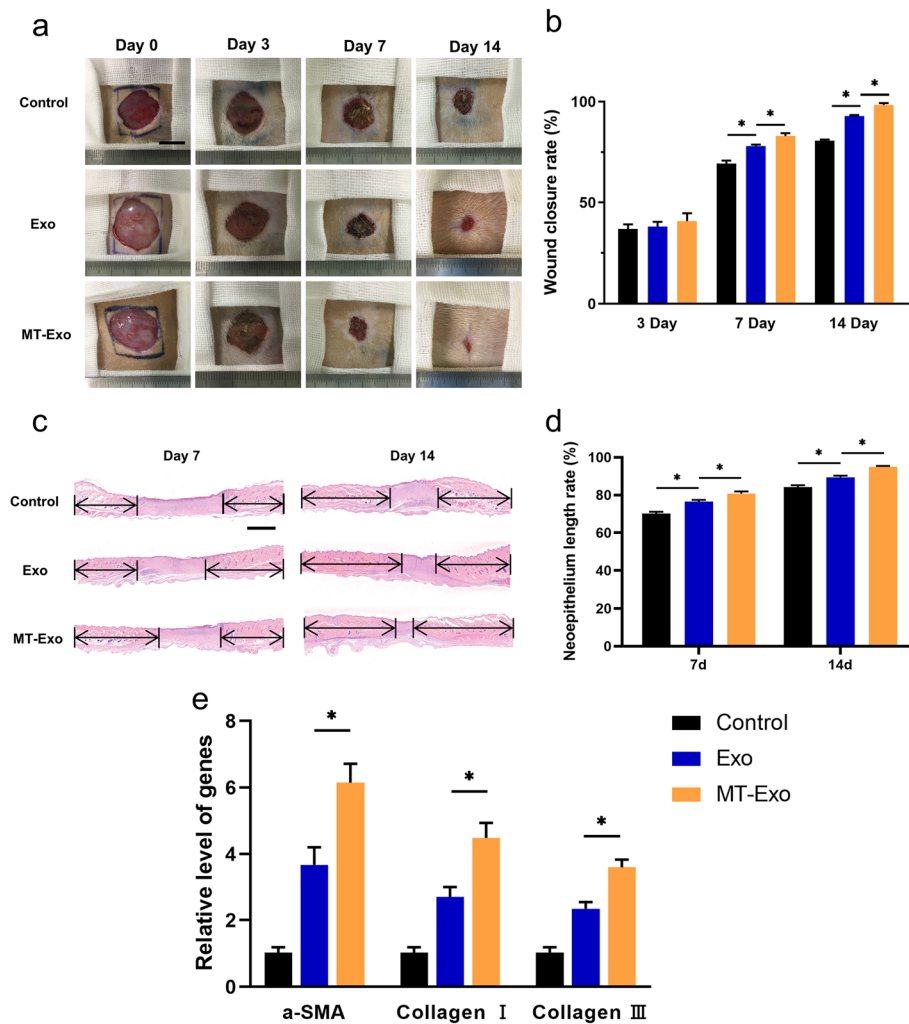 a
Day 0 Day 3 Day 7 Day 14
Control
Exo
MT-Exo
b
Wound closure rate (%)
100
50
0
* * * *
3 Day 7 Day 14 Day
c
Day 7 Day 14
Control
Exo
MT-Exo
d
Neoepithelium length rate (%)
100
80
60
40
20
0
* * * *
7d 14d
e
Relative level of genes
8
6
4
2
0
* * *
a-SMA Collagen Ⅰ Collagen Ⅲ
Control
Exo
MT-Exo